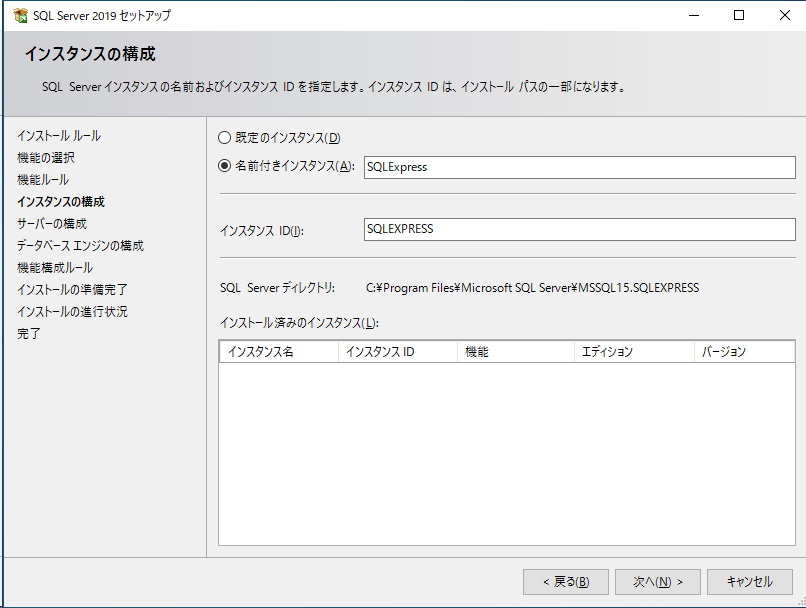 SQL Server 2019 セットアップ
インスタンスの構成
SQL Server インスタンスの名前およびインスタンス ID を指定します。インスタンス ID は、インストール パスの一部になります。
インストール ルール
機能の選択
機能ルール
インスタンスの構成
サーバーの構成
データベース エンジンの構成
機能構成ルール
インストールの準備完了
インストールの進行状況
完了
既定のインスタンス(D)
名前付きインスタンス(A): SQLExpress
インスタンス ID(I): SQLEXPRESS
SQL Server ディレクトリ: C:¥Program Files¥Microsoft SQL Server¥MSSQL15.SQLEXPRESS
インストール済みのインスタンス(L):
インスタンス名 インスタンス ID 機能 エディション バージョン
< 戻る(B) 次へ(N) > キャンセル